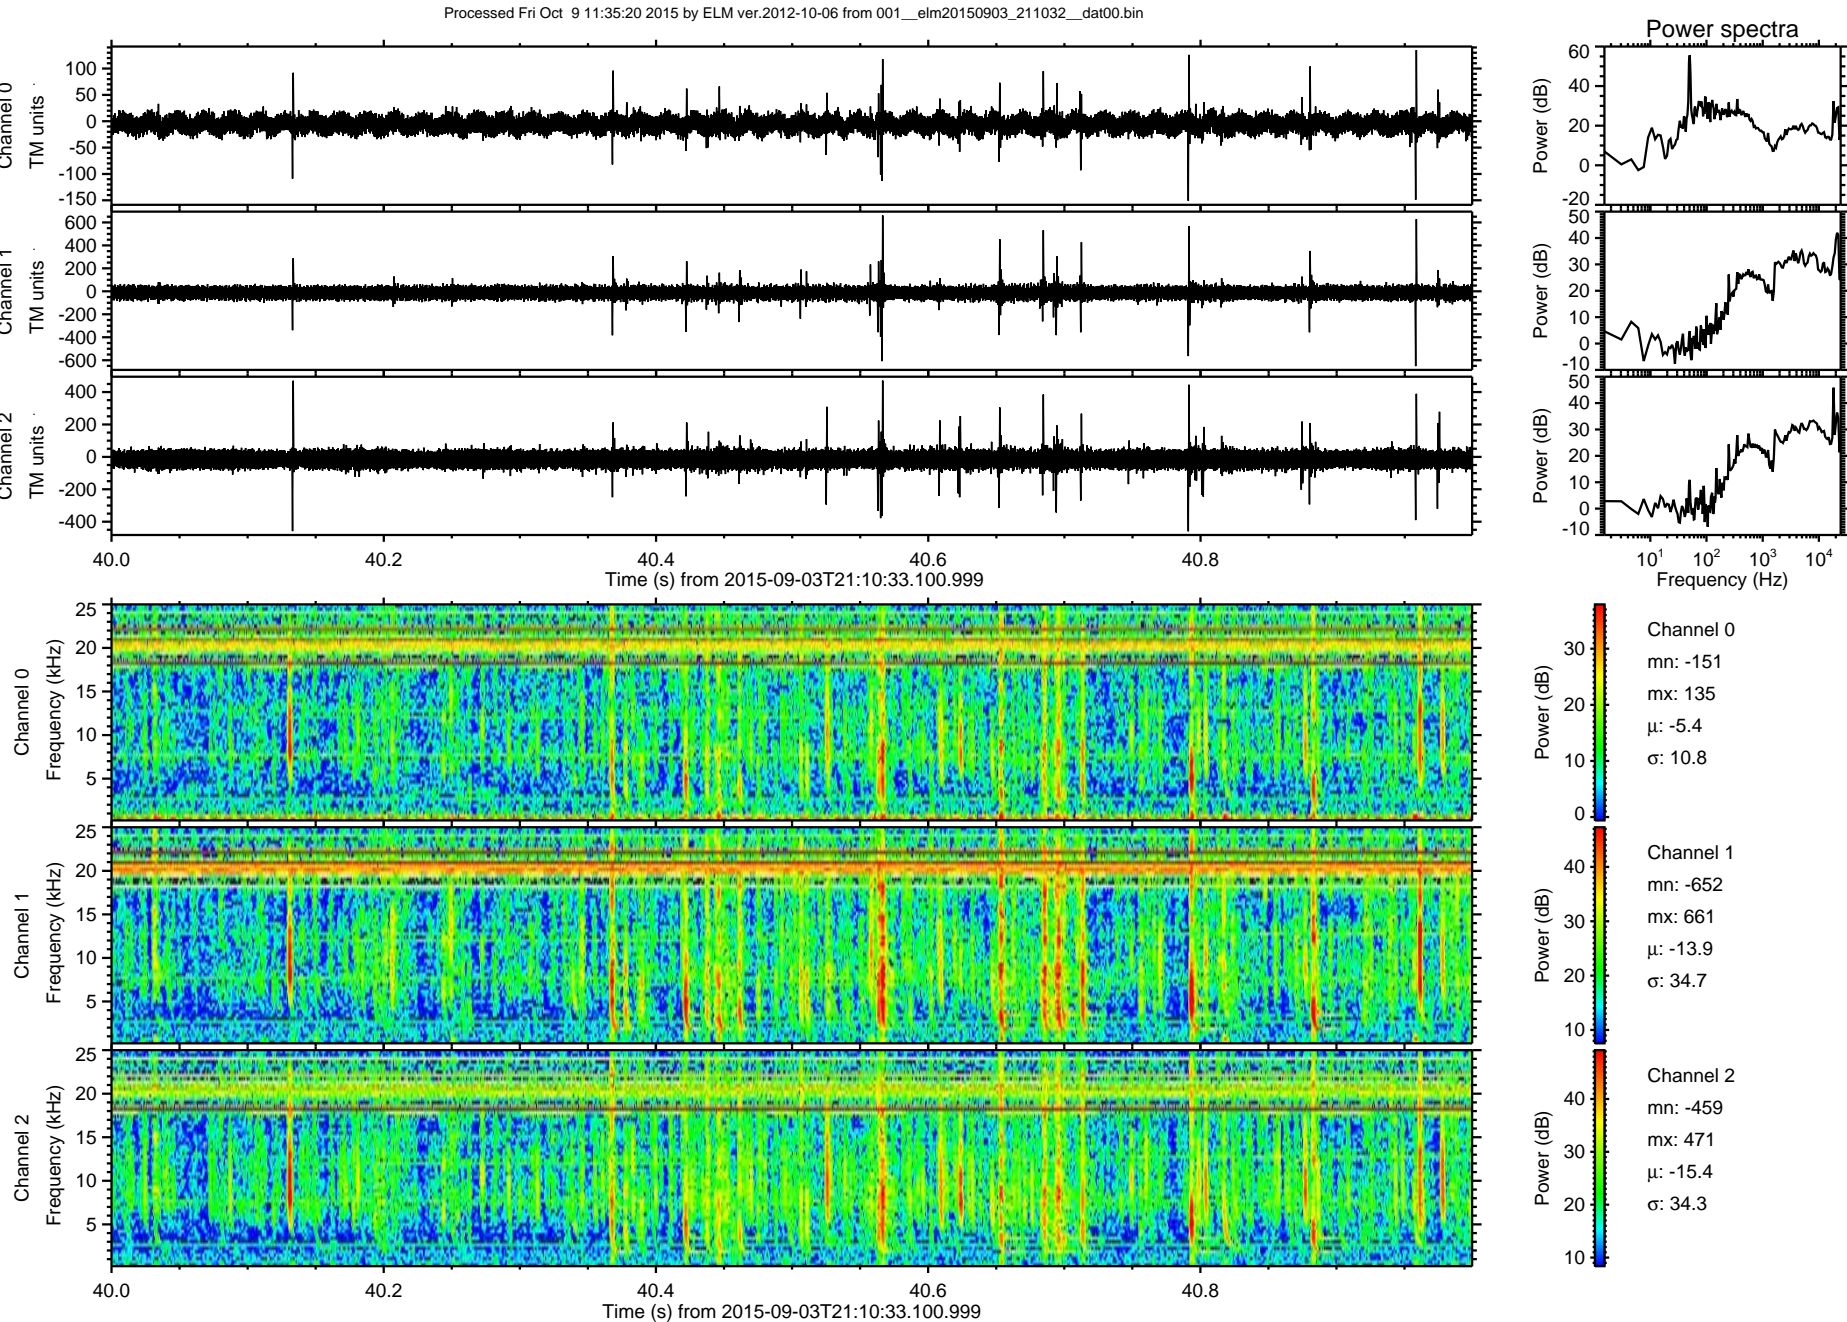 Processed Fri Oct  9 11:35:20 2015 by ELM ver.2012-10-06 from 001__elm20150903_211032__dat00.bin
Power spectra
Channel 0
TM units
100
50
0
-50
-100
-150
Power (dB)
60
40
20
0
-20
Channel 1
TM units
600
400
200
0
-200
-400
-600
Power (dB)
50
40
30
20
10
0
-10
Channel 2
TM units
400
200
0
-200
-400
Power (dB)
50
40
30
20
10
0
-10
40.0 40.2 40.4 40.6 40.8
Time (s) from 2015-09-03T21:10:33.100.999
10¹ 10² 10³ 10⁴
Frequency (Hz)
Channel 0
Frequency (kHz)
25
20
15
10
5
Power (dB)
30
20
10
0
Channel 0
mn: -151
mx: 135
μ: -5.4
σ: 10.8
Channel 1
Frequency (kHz)
25
20
15
10
5
Power (dB)
40
30
20
10
Channel 1
mn: -652
mx: 661
μ: -13.9
σ: 34.7
Channel 2
Frequency (kHz)
25
20
15
10
5
Power (dB)
40
30
20
10
Channel 2
mn: -459
mx: 471
μ: -15.4
σ: 34.3
40.0 40.2 40.4 40.6 40.8
Time (s) from 2015-09-03T21:10:33.100.999